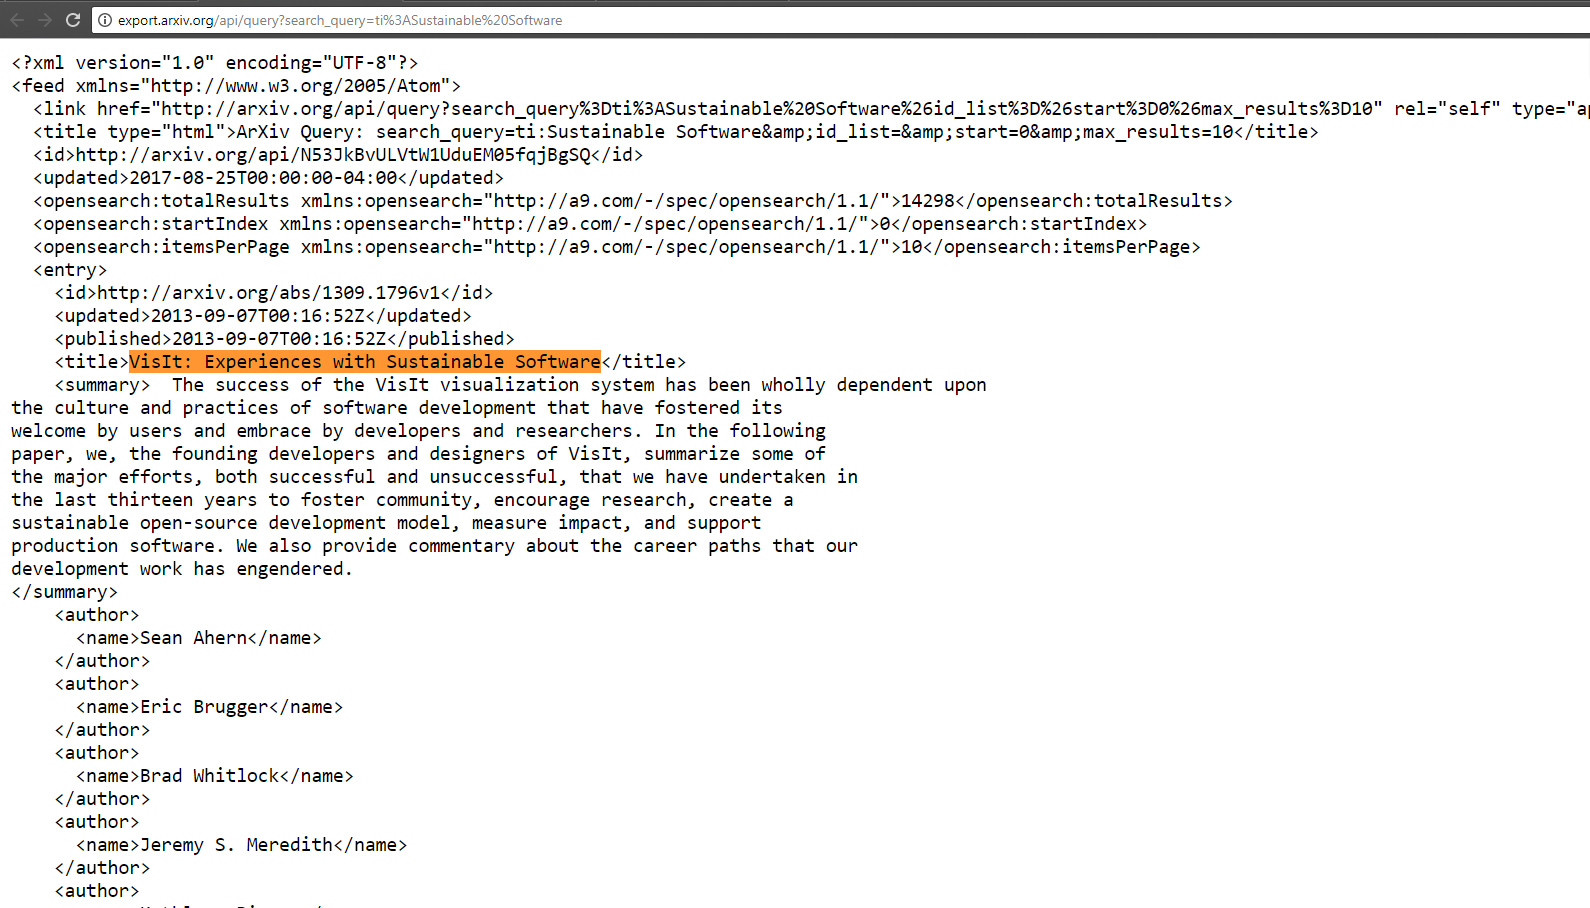 export.arxiv.org/api/query?search_query=ti%3ASustainable%20Software
<?xml version="1.0" encoding="UTF-8"?>
<feed xmlns="http://www.w3.org/2005/Atom">
<link href="http://arxiv.org/api/query?search_query%3Dti%3ASustainable%20Software%26id_list%3D%26start%3D0%26max_results%3D10" rel="self" type="ap
<title type="html">ArXiv Query: search_query=ti:Sustainable Software&amp;id_list=&amp;start=0&amp;max_results=10</title>
<id>http://arxiv.org/api/N53JkBvULVtW1UduEM05fqjBgSQ</id>
<updated>2017-08-25T00:00:00-04:00</updated>
<opensearch:totalResults xmlns:opensearch="http://a9.com/-/spec/opensearch/1.1/">14298</opensearch:totalResults>
<opensearch:startIndex xmlns:opensearch="http://a9.com/-/spec/opensearch/1.1/">0</opensearch:startIndex>
<opensearch:itemsPerPage xmlns:opensearch="http://a9.com/-/spec/opensearch/1.1/">10</opensearch:itemsPerPage>
<entry>
<id>http://arxiv.org/abs/1309.1796v1</id>
<updated>2013-09-07T00:16:52Z</updated>
<published>2013-09-07T00:16:52Z</published>
<title>VisIt: Experiences with Sustainable Software</title>
<summary>  The success of the VisIt visualization system has been wholly dependent upon
the culture and practices of software development that have fostered its
welcome by users and embrace by developers and researchers. In the following
paper, we, the founding developers and designers of VisIt, summarize some of
the major efforts, both successful and unsuccessful, that we have undertaken in
the last thirteen years to foster community, encourage research, create a
sustainable open-source development model, measure impact, and support
production software. We also provide commentary about the career paths that our
development work has engendered.
</summary>
<author>
<name>Sean Ahern</name>
</author>
<author>
<name>Eric Brugger</name>
</author>
<author>
<name>Brad Whitlock</name>
</author>
<author>
<name>Jeremy S. Meredith</name>
</author>
<author>